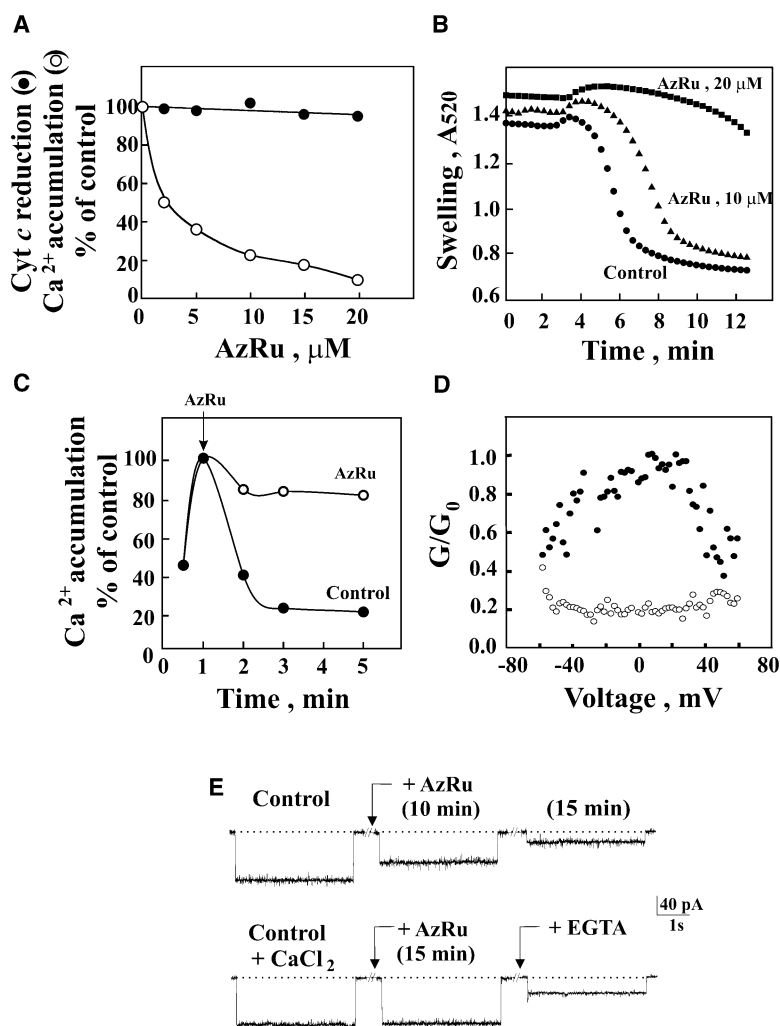 A
Cyt c reduction (●)
Ca 2+ accumulation (○)
% of control
100
80
60
40
20
0
0 5 10 15 20
AzRu , μM
B
Swelling , A520
1.4
1.2
1.0
0.8
0.6
AzRu , 20 μM
AzRu , 10 μM
Control
0 2 4 6 8 10 12
Time , min
C
Ca 2+ accumulation
% of control
100
80
60
40
20
0
AzRu
AzRu
Control
0 1 2 3 4 5
Time , min
D
G/G0
1.0
0.8
0.6
0.4
0.2
0.0
-80 -40 0 40 80
Voltage , mV
E
Control
+ AzRu
(10 min)
(15 min)
40 pA
1s
Control
+ CaCl2
+ AzRu
(15 min)
+ EGTA